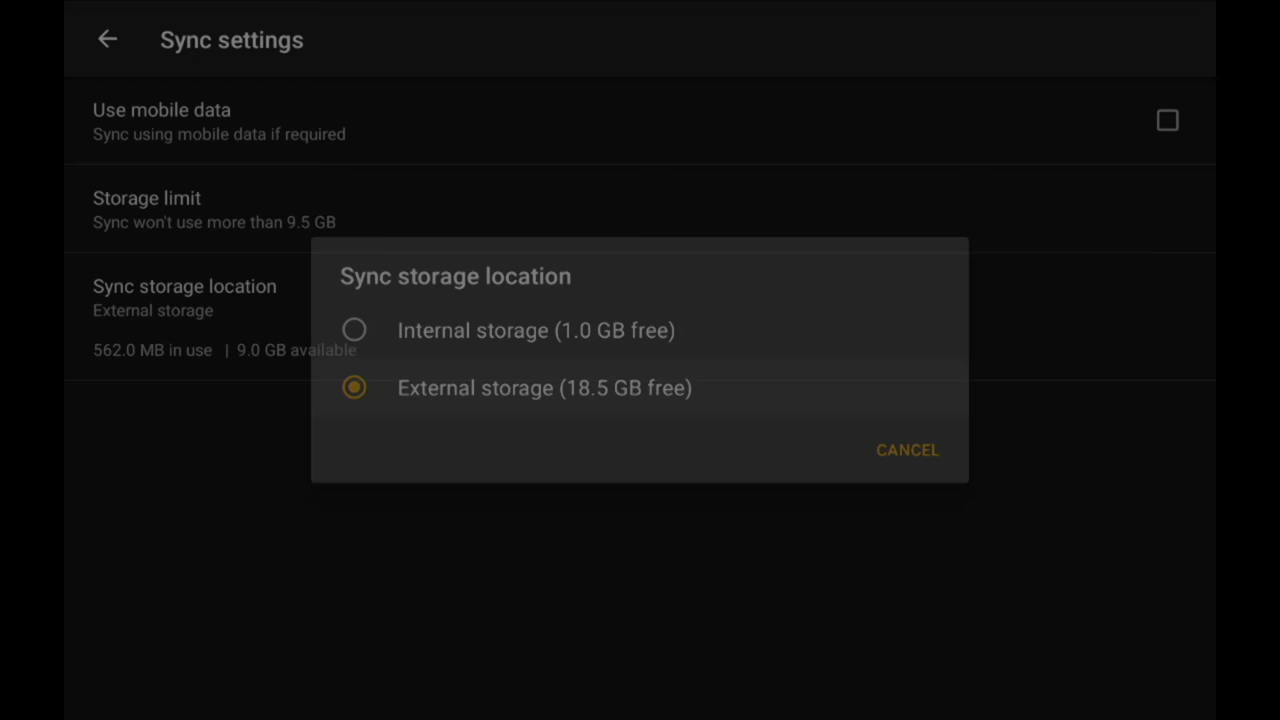 Sync settings
Use mobile data
Sync using mobile data if required
Storage limit
Sync won't use more than 9.5 GB
Sync storage location
External storage
562.0 MB in use | 9.0 GB available
Sync storage location
Internal storage (1.0 GB free)
External storage (18.5 GB free)
CANCEL